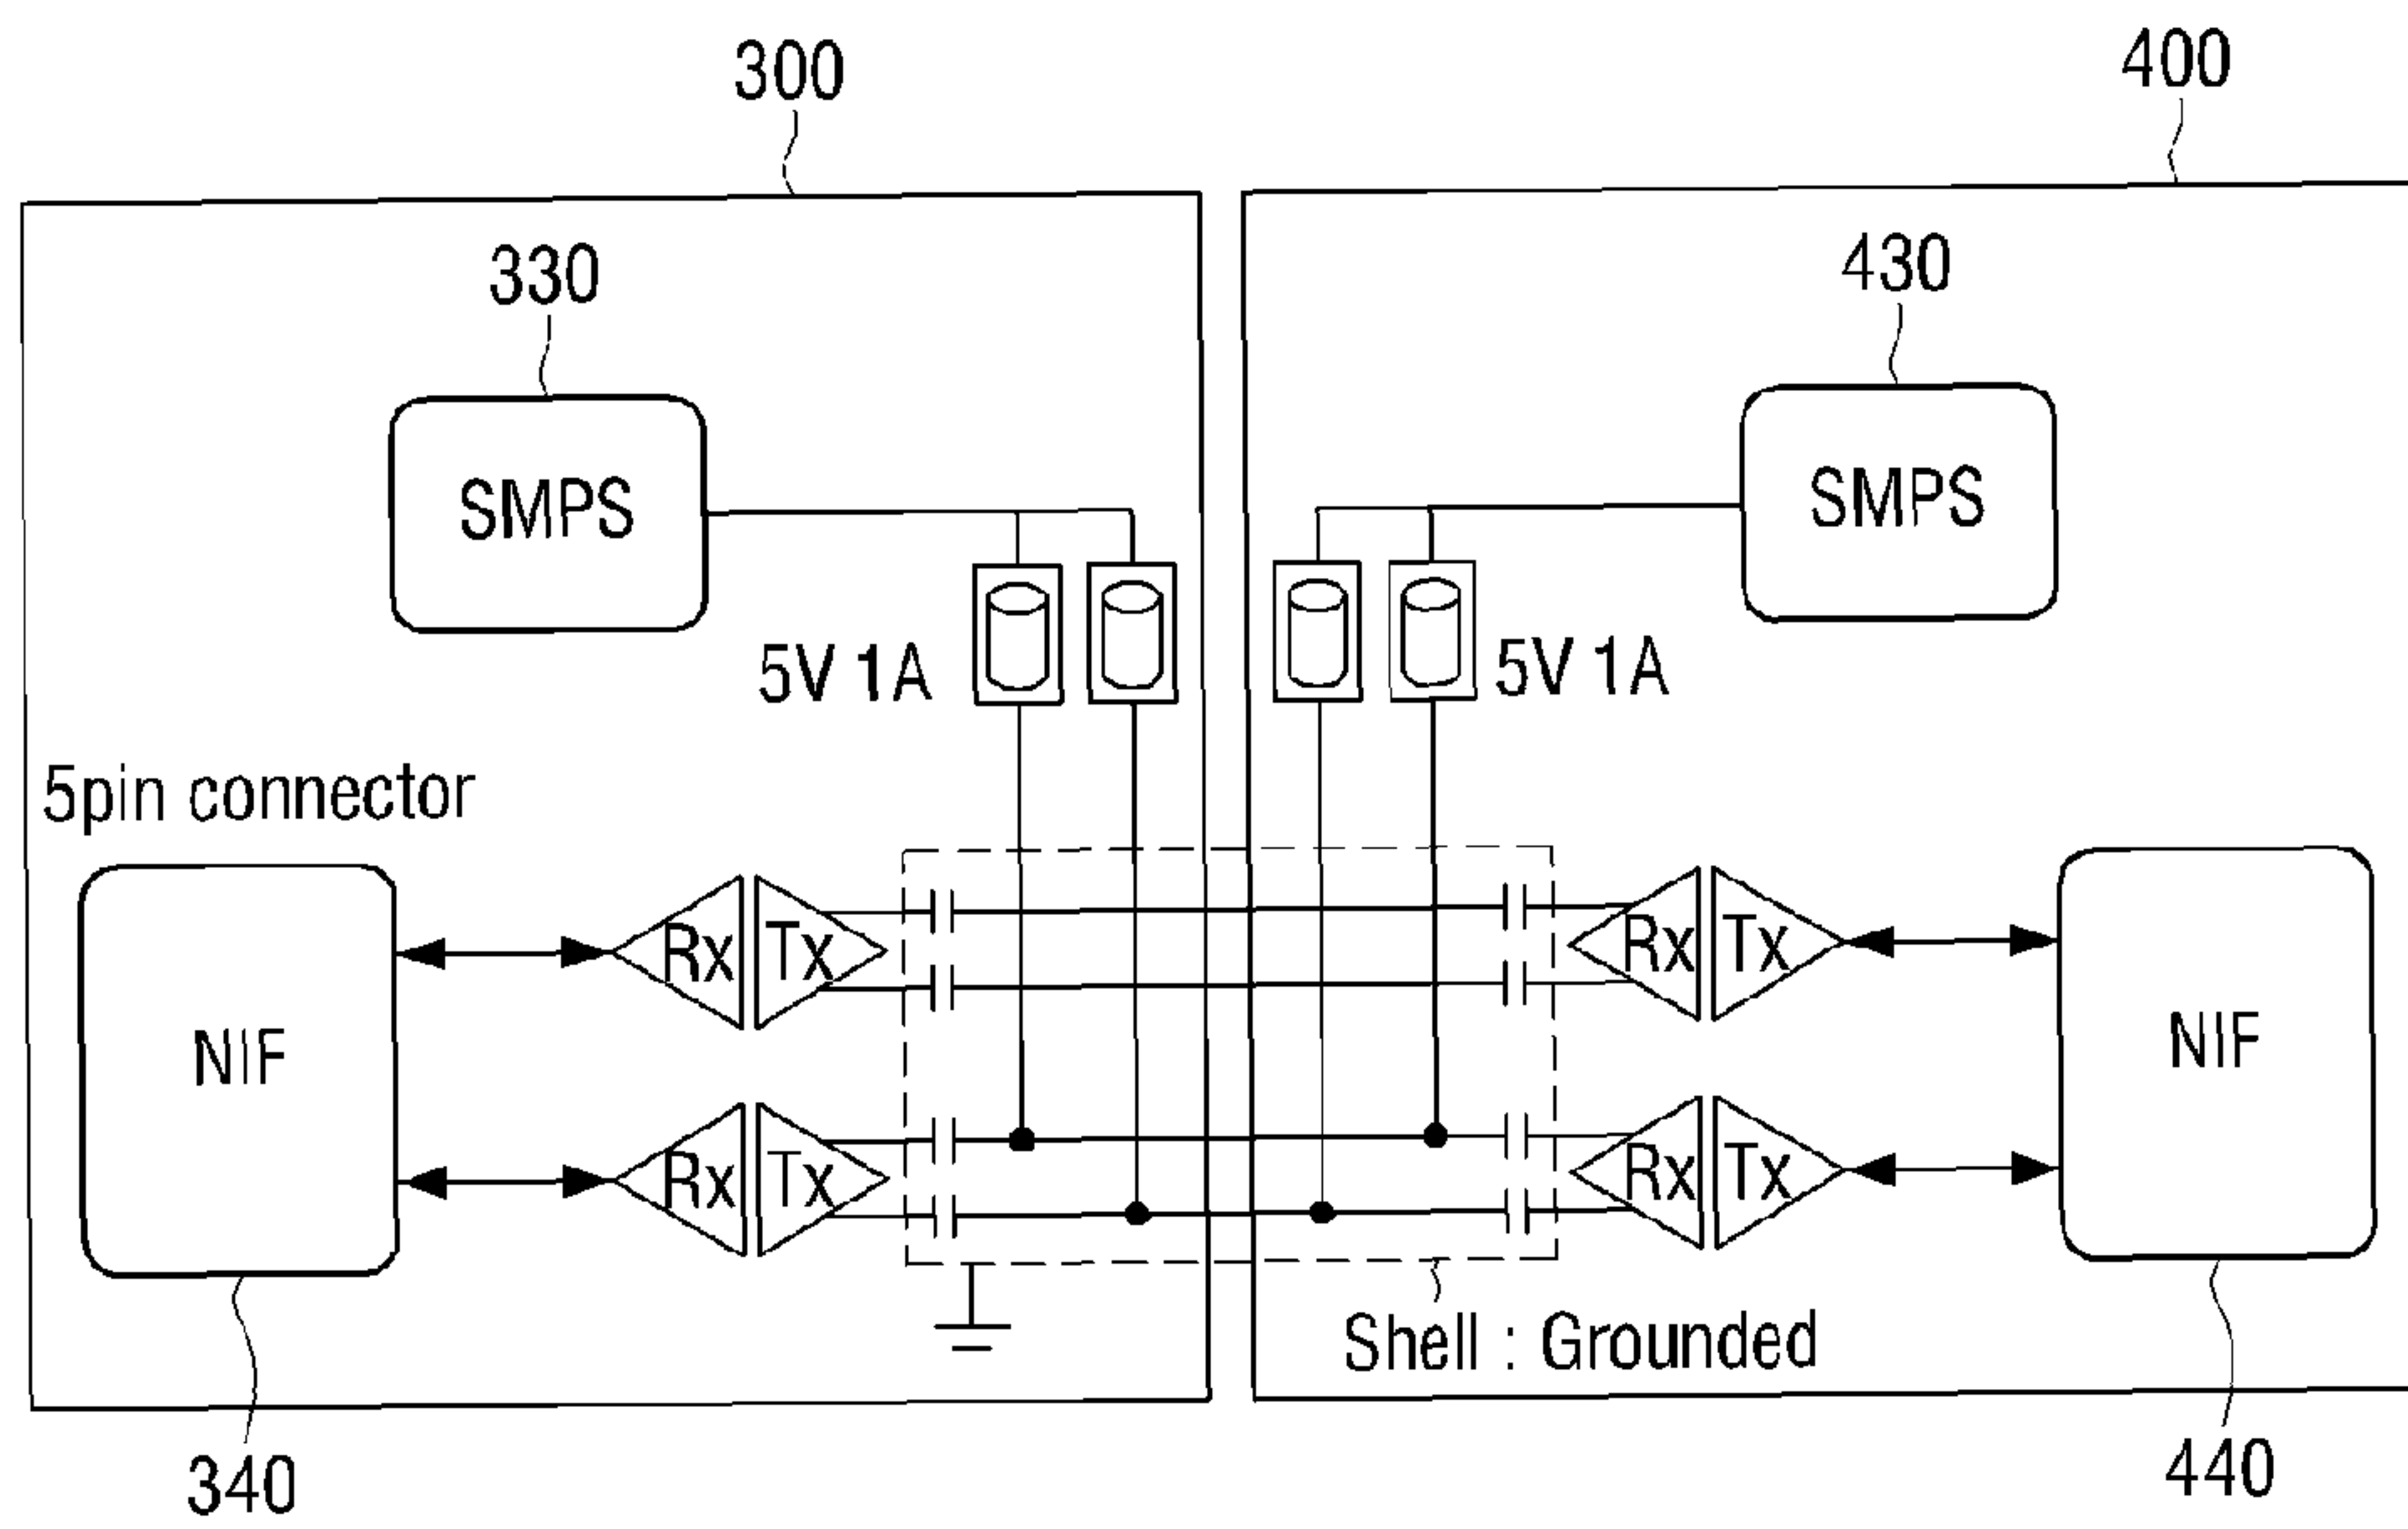 300
400
330
430
SMPS
SMPS
5V 1A
5V 1A
5pin connector
Rx Tx
Rx Tx
NIF
NIF
Rx Tx
Rx Tx
Shell : Grounded
340
440